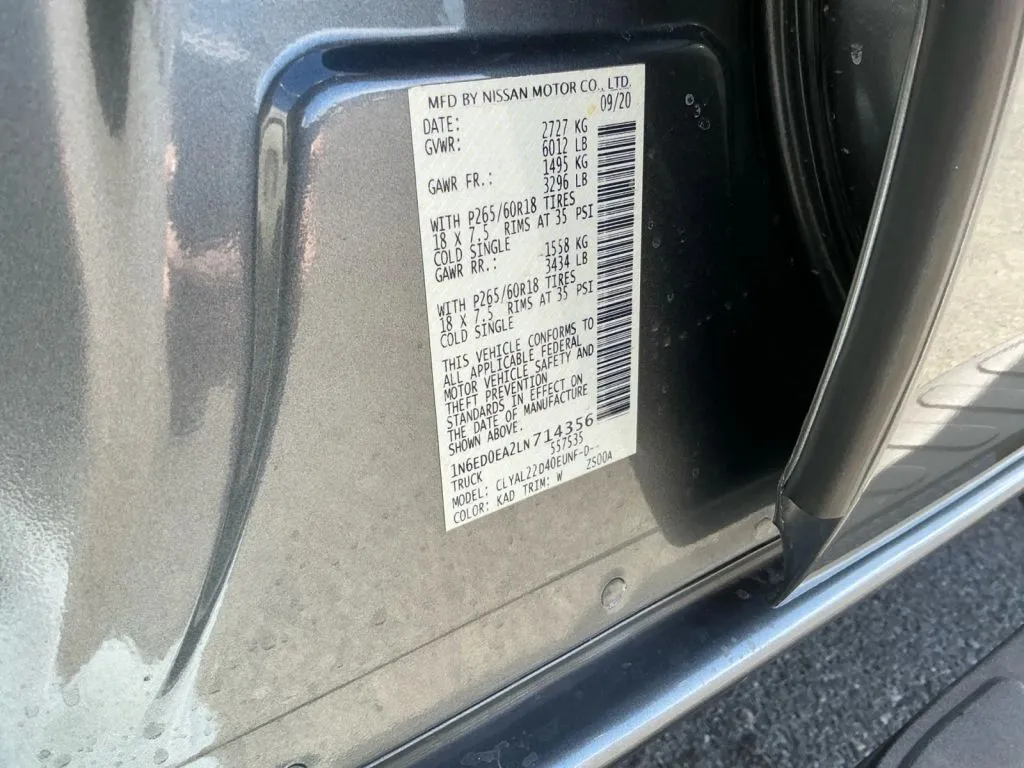 MFD BY NISSAN MOTOR CO., LTD.
DATE: 09/20
GVWR: 2727 KG
6012 LB
GAWR FR.: 1495 KG
3296 LB
WITH P265/60R18 TIRES
18 X 7.5 RIMS AT 35 PSI
COLD SINGLE
GAWR RR.: 1558 KG
3434 LB
WITH P265/60R18 TIRES
18 X 7.5 RIMS AT 35 PSI
COLD SINGLE
THIS VEHICLE CONFORMS TO
ALL APPLICABLE FEDERAL
MOTOR VEHICLE SAFETY AND
THEFT PREVENTION
STANDARDS IN EFFECT ON
THE DATE OF MANUFACTURE
SHOWN ABOVE.
1N6ED0EA2LN714356
TRUCK 557535
MODEL: CLYAL22D40EUNF-D--
COLOR: KAD TRIM: W ZS00A